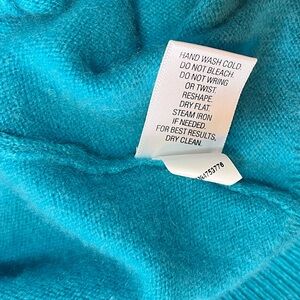 HAND WASH COLD.
DO NOT BLEACH.
DO NOT WRING
OR TWIST.
RESHAPE.
DRY FLAT.
STEAM IRON
IF NEEDED.
FOR BEST RESULTS,
DRY CLEAN.